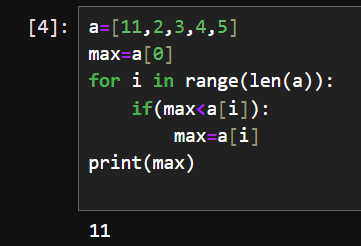 [4]: a=[11,2,3,4,5]
max=a[0]
for i in range(len(a)):
    if(max<a[i]):
        max=a[i]
print(max)
11